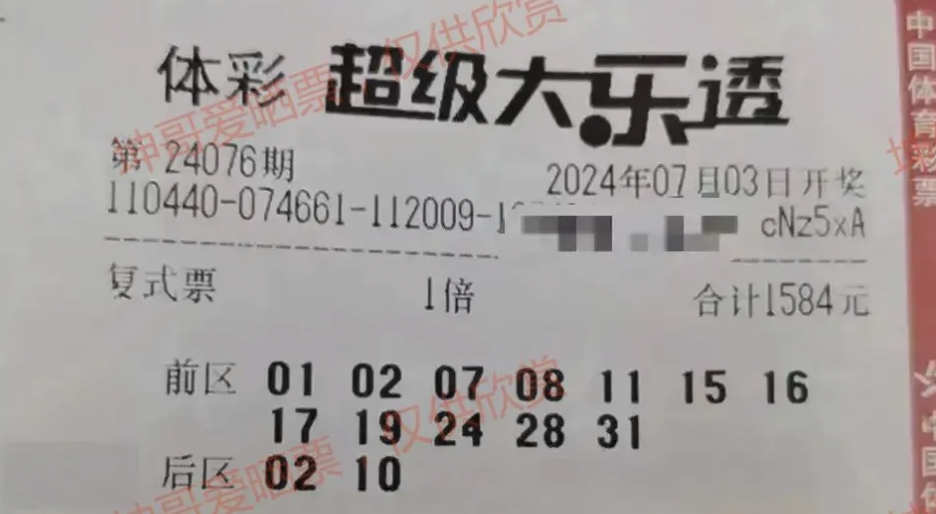 体彩 超级大乐透
第 24076期
2024年07月03日开奖
110440-074661-112009-1 cNz5xA
复式票 1倍 合计1584元
前区 01 02 07 08 11 15 16
17 19 24 28 31
后区 02 10
仅供欣赏
坤哥爱晒票
仅供欣赏
坤哥爱晒票
中国体育彩票
中国体